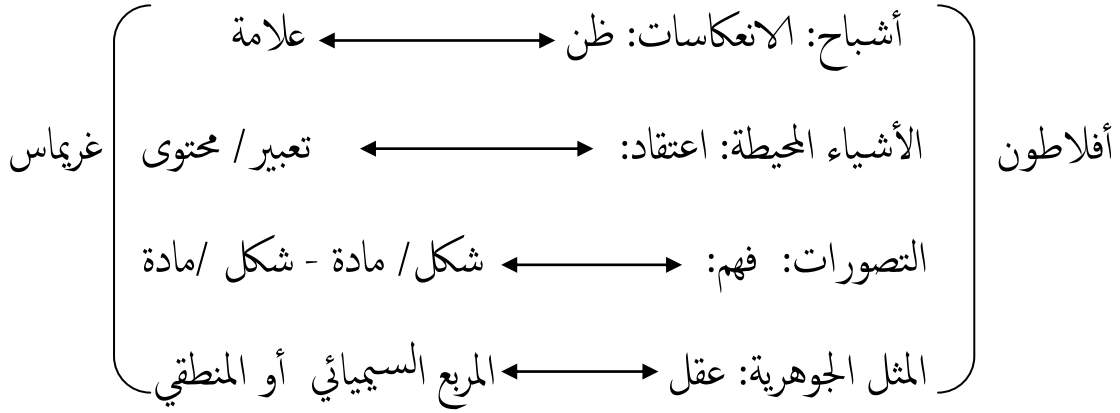 أشباح: الانعكاسات: ظن علامة
أفلاطون الأشياء المحيطة: اعتقاد: تعبير / محتوى غريماس
التصورات: فهم: شكل/ مادة - شكل /مادة
المثل الجوهرية: عقل المربع السيميائي أو المنطقي